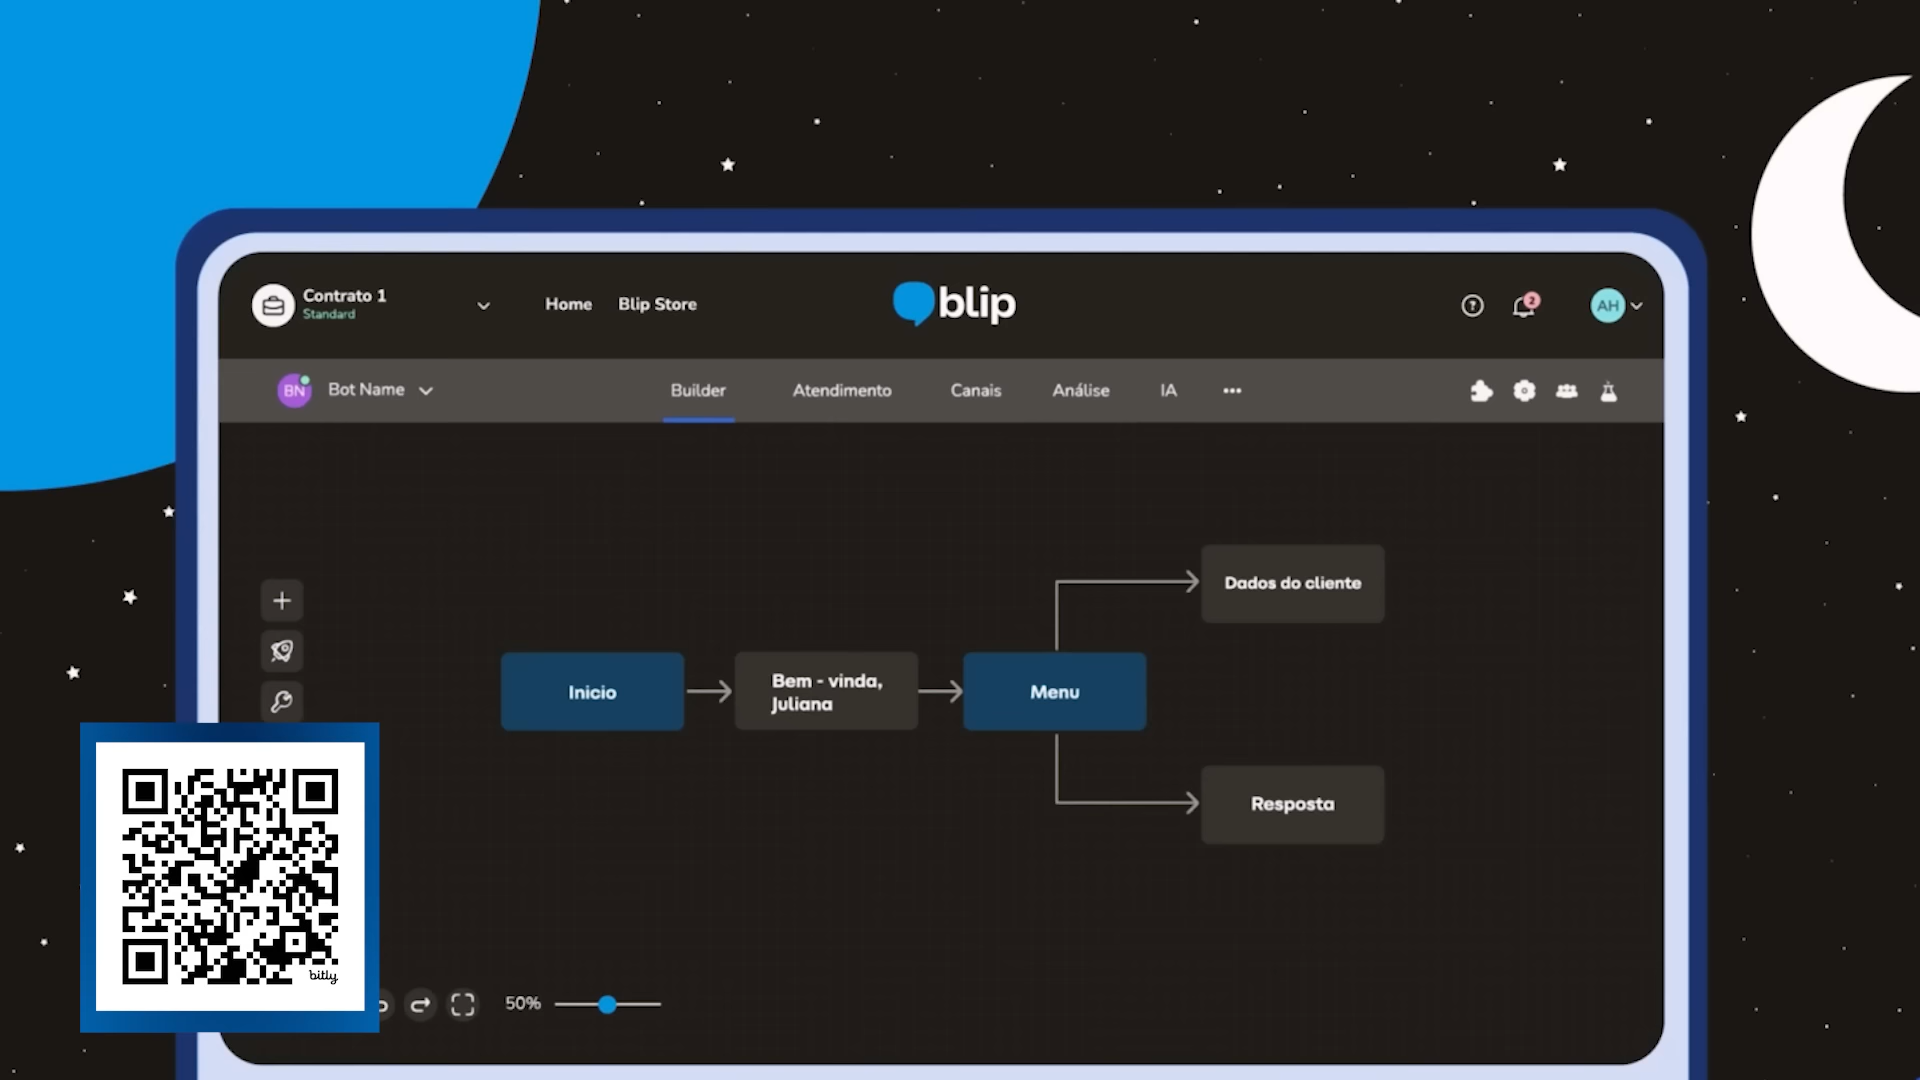 Contrato 1
Standard
Home
Blip Store
blip
2
AH
BN
Bot Name
Builder
Atendimento
Canais
Análise
IA
Dados do cliente
Inicio
Bem - vinda,
Juliana
Menu
Resposta
bitly
50%